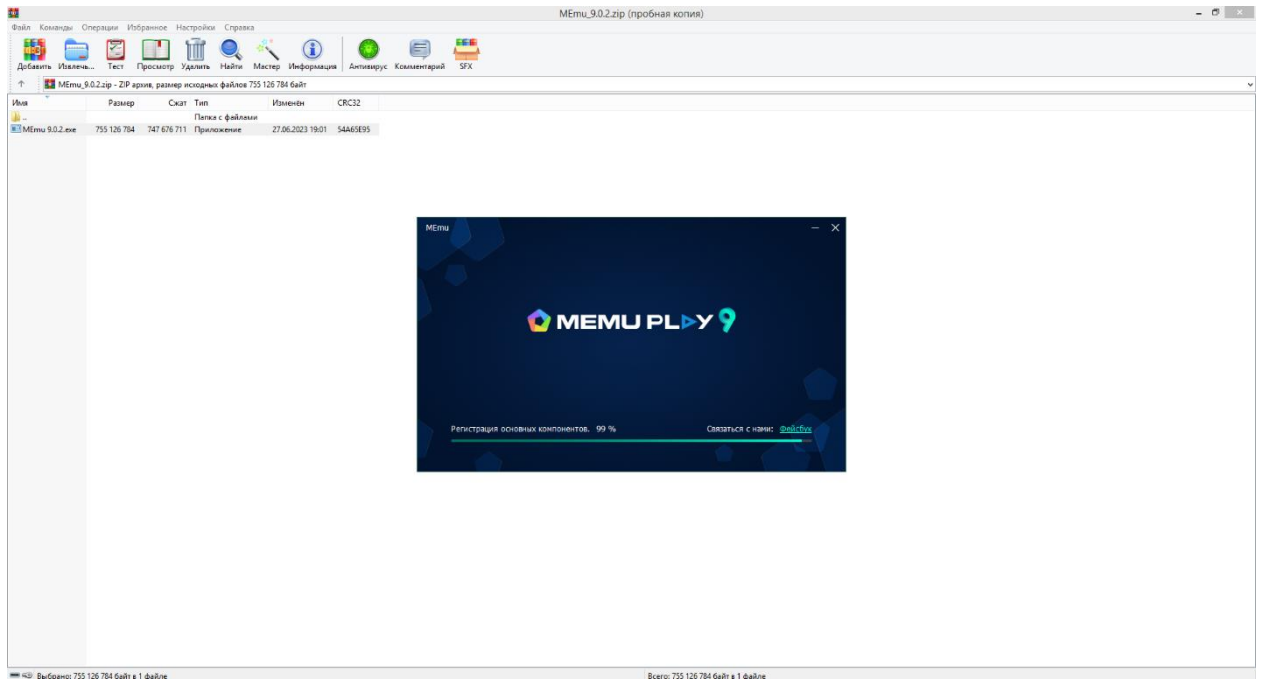 MEmu_9.0.2.zip (пробная копия)
Файл Команды Операции Избранное Настройки Справка
Добавить Извлечь... Тест Просмотр Удалить Найти Мастер Информация Антивирус Комментарий SFX
MEmu_9.0.2.zip - ZIP архив, размер исходных файлов 755 126 784 байт
Имя Размер Сжат Тип Изменён CRC32
.. Папка с файлами
MEmu 9.0.2.exe 755 126 784 747 676 711 Приложение 27.06.2023 19:01 54A65E95
MEmu
MEMU PLAY 9
Регистрация основных компонентов. 99 % Связаться с нами: Фейсбук
Выбрано: 755 126 784 байт в 1 файле Всего: 755 126 784 байт в 1 файле